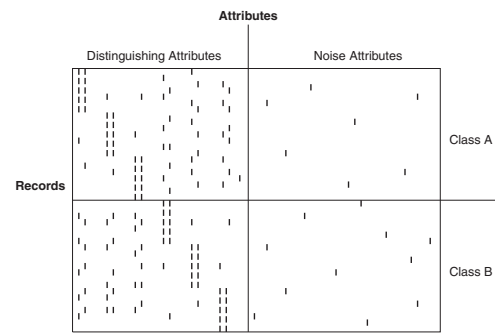 Attributes
Distinguishing Attributes
Noise Attributes
Class A
Records
Class B